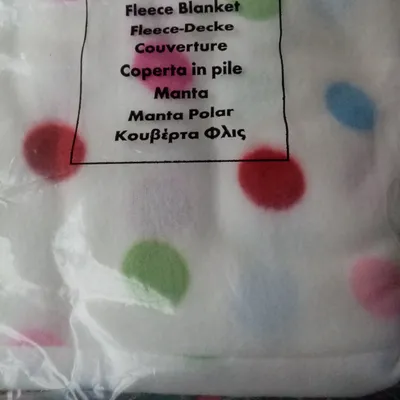 Fleece Blanket
Fleece-Decke
Couverture
Coperta in pile
Manta
Manta Polar
Κουβέρτα Φλις